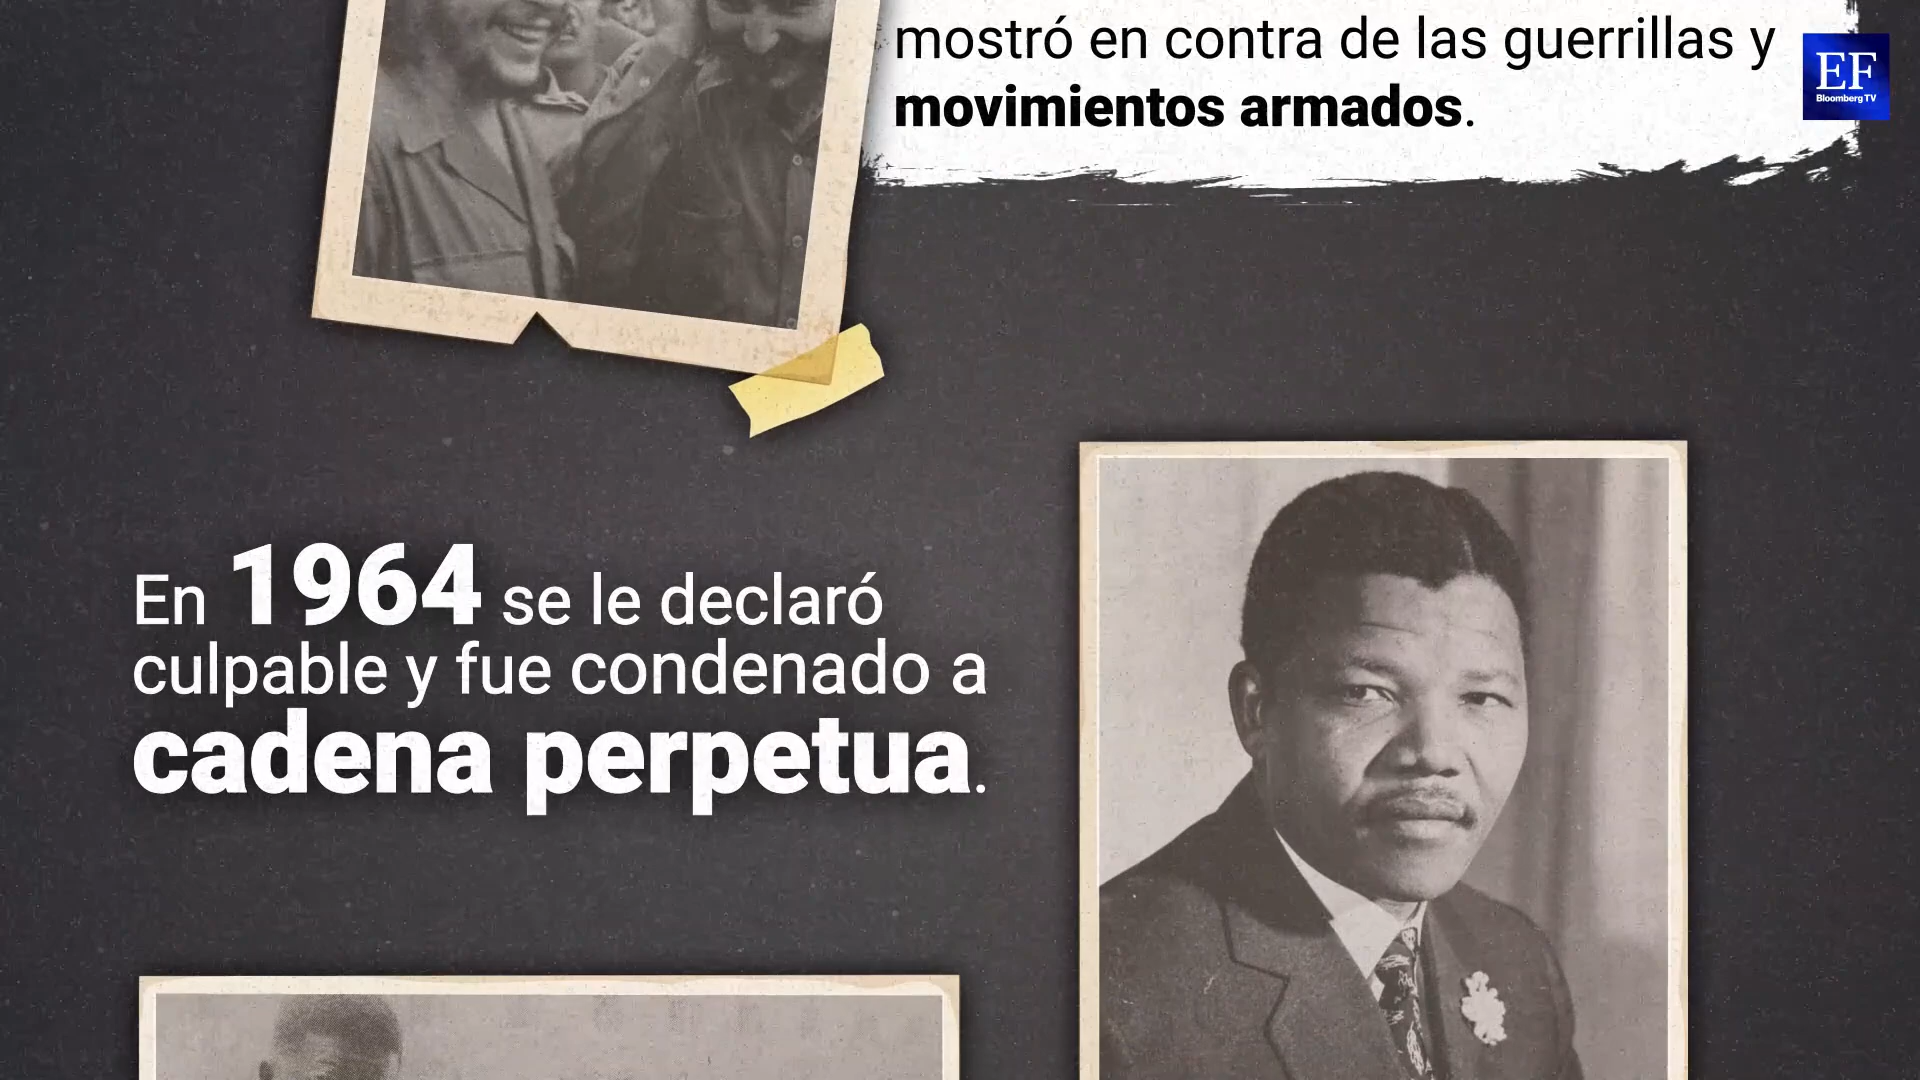 mostró en contra de las guerrillas y
movimientos armados.
EF
Bloomberg TV
En 1964 se le declaró
culpable y fue condenado a
cadena perpetua.